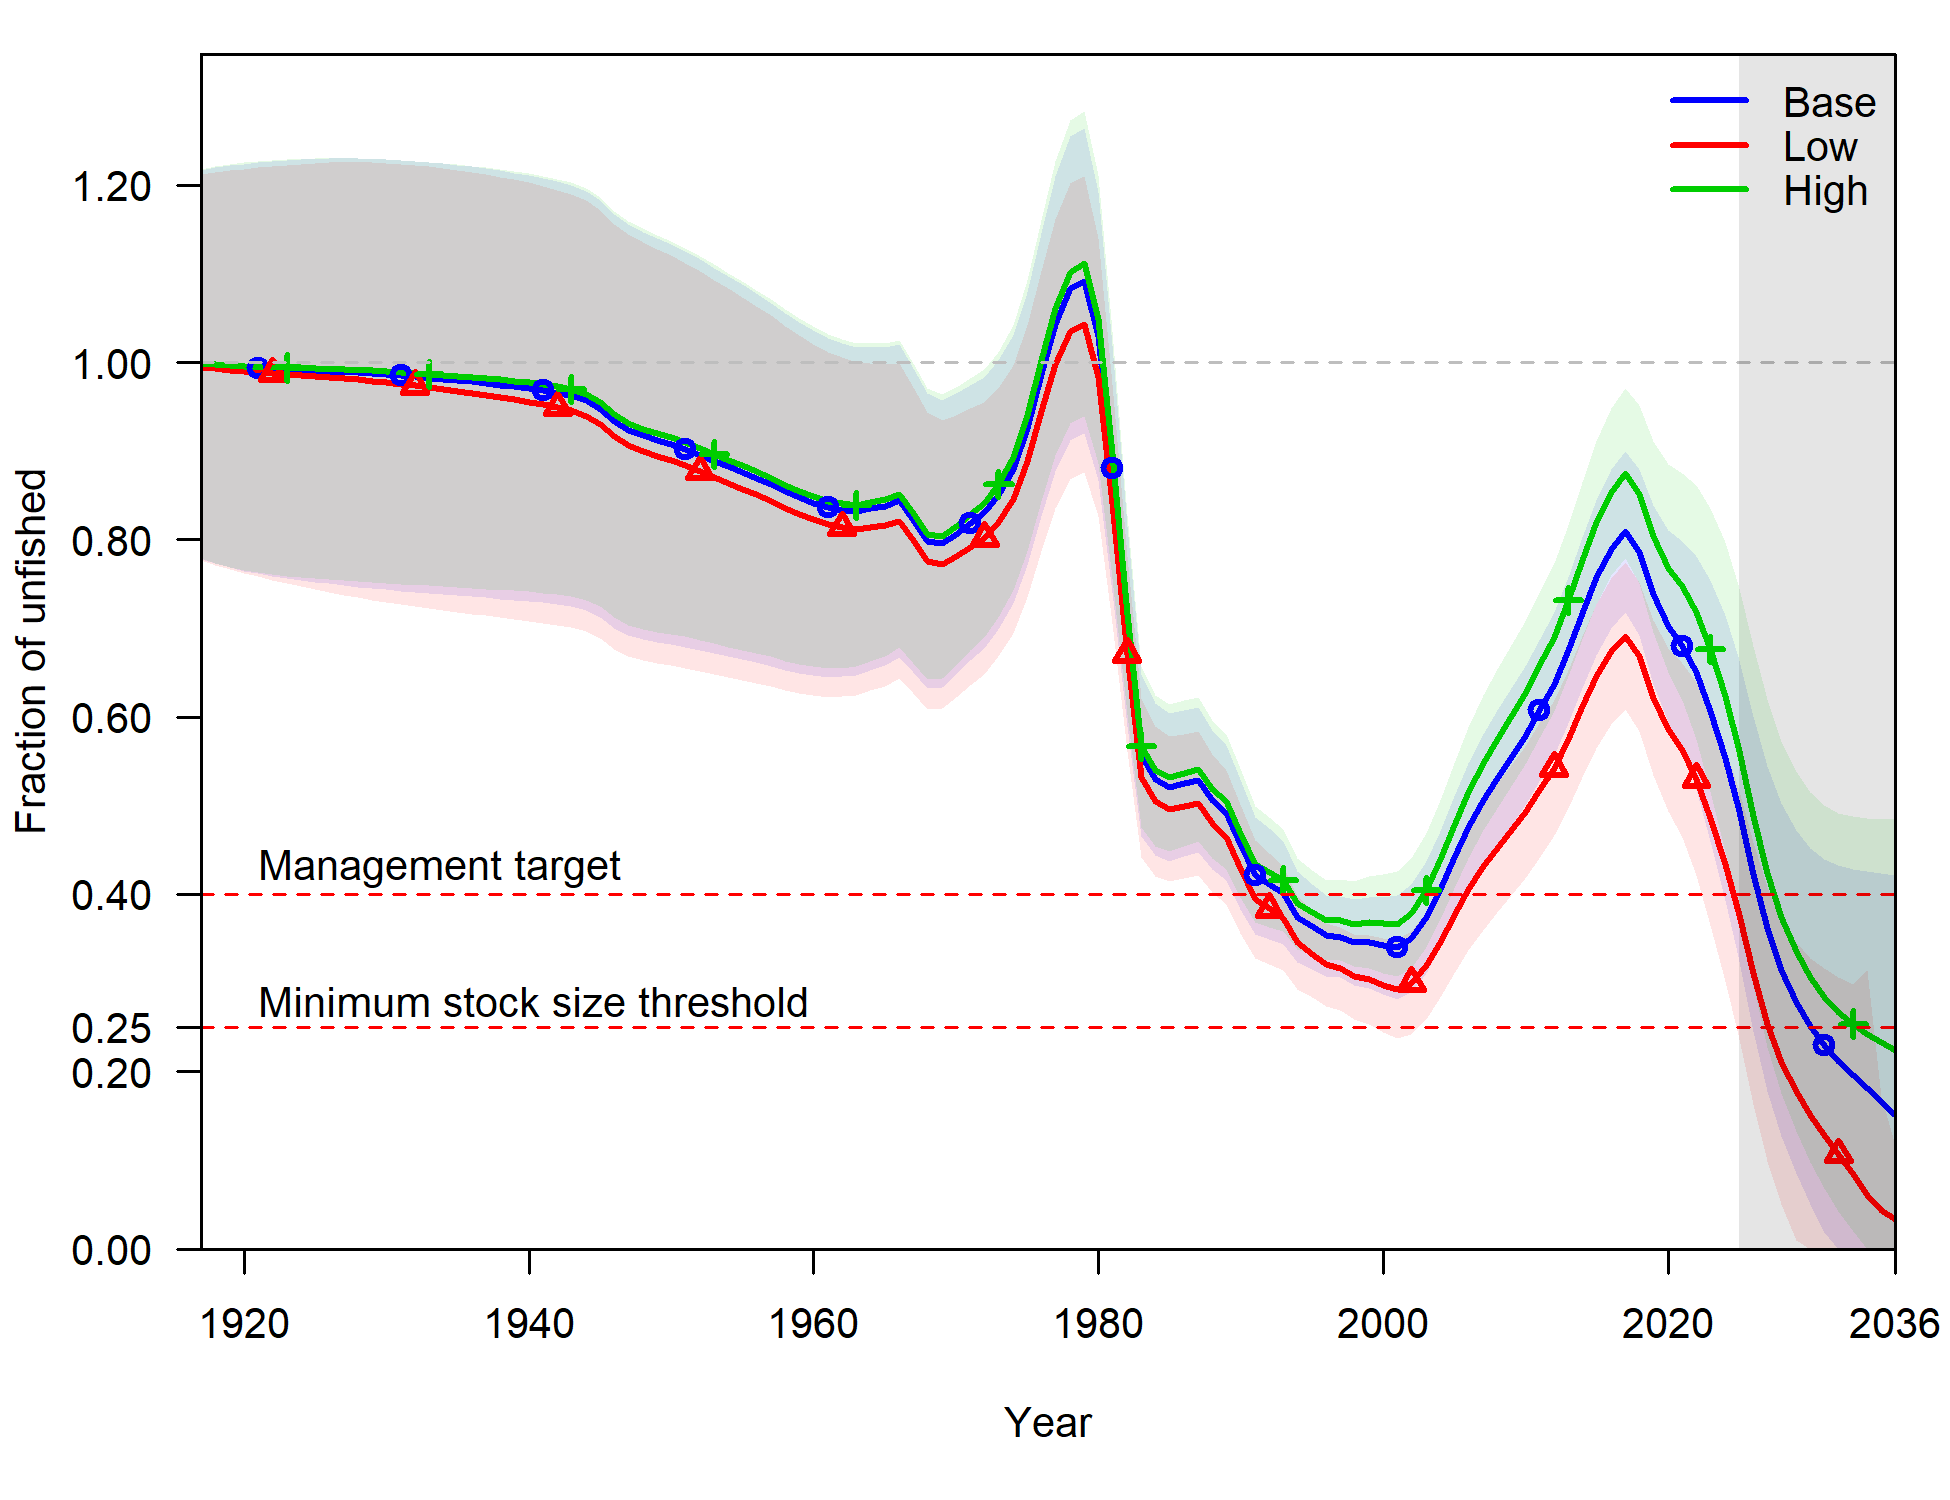 Base
Low
High
1.20
1.00
0.80
0.60
0.40
0.25
0.20
0.00
Fraction of unfished
Management target
Minimum stock size threshold
1920
1940
1960
1980
2000
2020
2036
Year